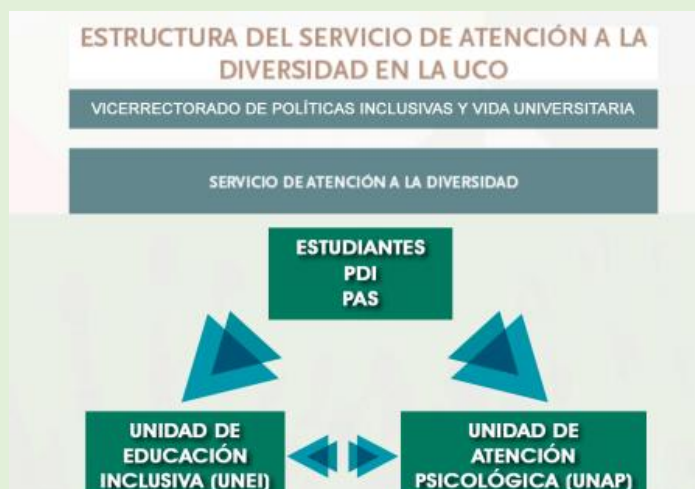 ESTRUCTURA DEL SERVICIO DE ATENCIÓN A LA
DIVERSIDAD EN LA UCO
VICERRECTORADO DE POLÍTICAS INCLUSIVAS Y VIDA UNIVERSITARIA
SERVICIO DE ATENCIÓN A LA DIVERSIDAD
ESTUDIANTES
PDI
PAS
UNIDAD DE
EDUCACIÓN
INCLUSIVA (UNEI)
UNIDAD DE
ATENCIÓN
PSICOLÓGICA (UNAP)